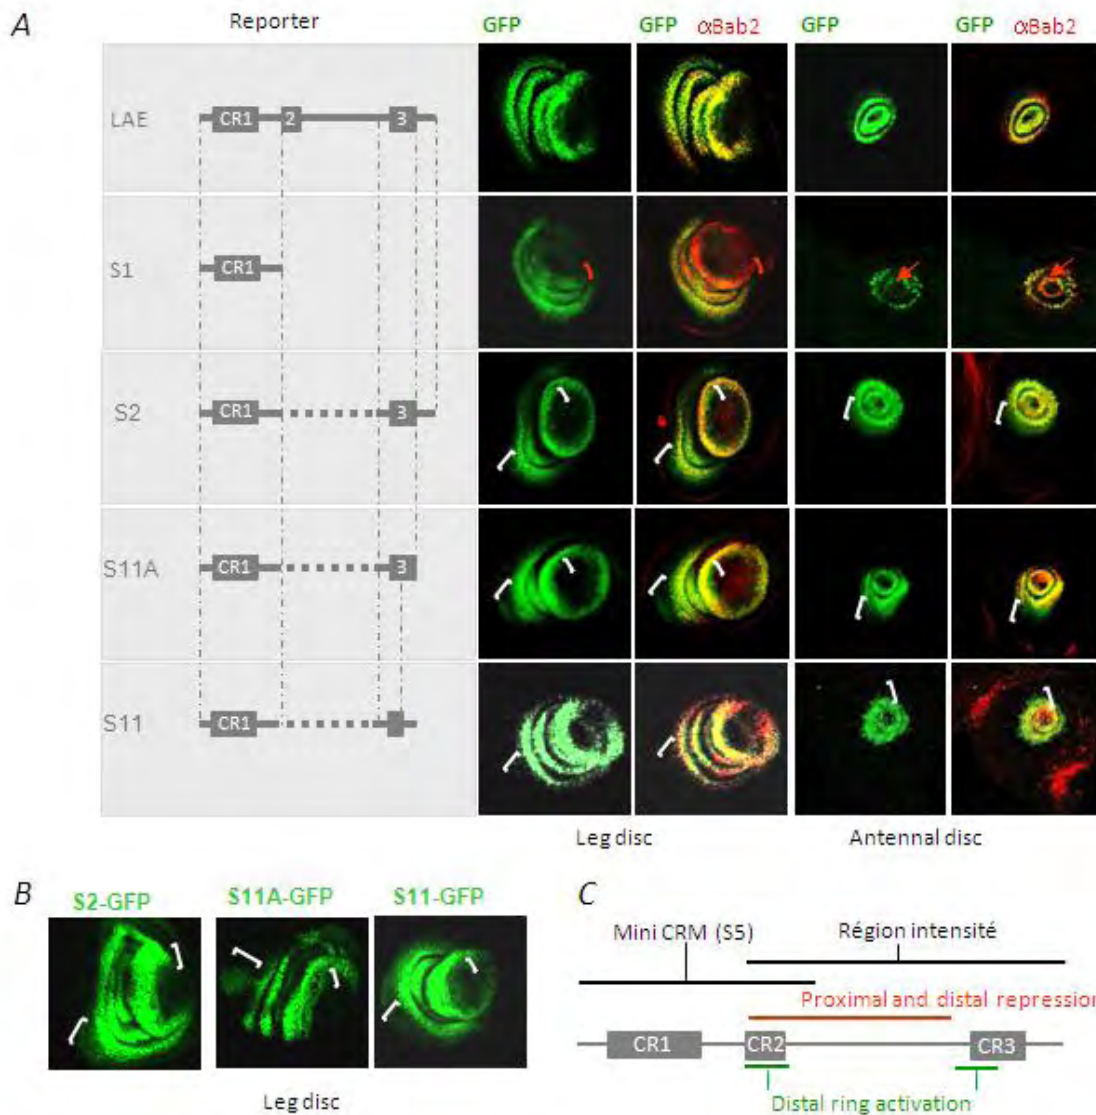 A
Reporter
GFP
GFP αBab2
GFP
GFP αBab2
LAE
CR1
2
3
S1
CR1
S2
CR1
3
S11A
CR1
3
S11
CR1
Leg disc
Antennal disc
B
S2-GFP
S11A-GFP
S11-GFP
Leg disc
C
Mini CRM (S5)
Région intensité
Proximal and distal repression
CR1
CR2
CR3
Distal ring activation